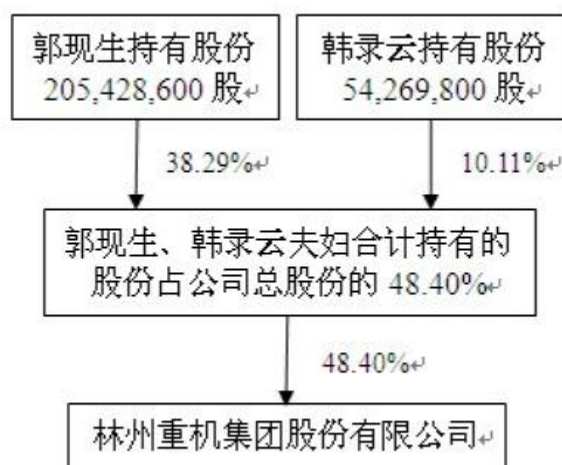 郭现生持有股份
205,428,600 股
韩录云持有股份
54,269,800 股
38.29%
10.11%
郭现生、韩录云夫妇合计持有的
股份占公司总股份的 48.40%
48.40%
林州重机集团股份有限公司